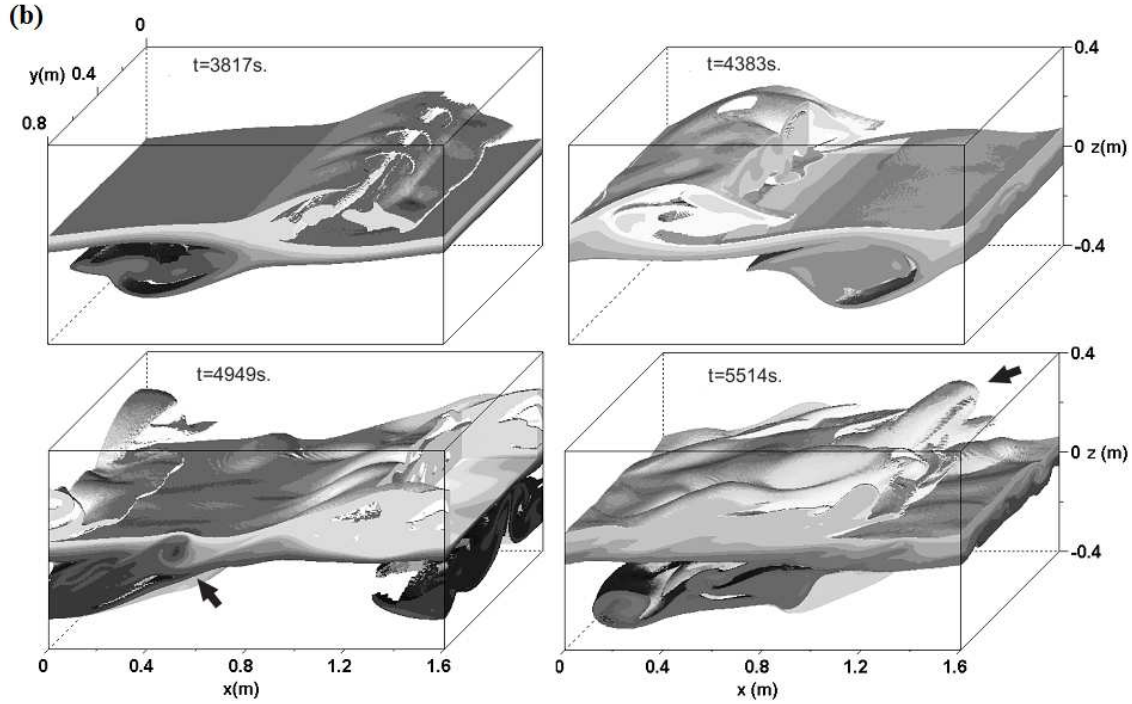 (b)
0
y(m) 0.4
0.8
t=3817s.
t=4383s.
0.4
0 z(m)
-0.4
t=4949s.
t=5514s.
0.4
0 z (m)
-0.4
0 0.4 0.8 1.2 1.6
x(m)
0 0.4 0.8 1.2 1.6
x (m)